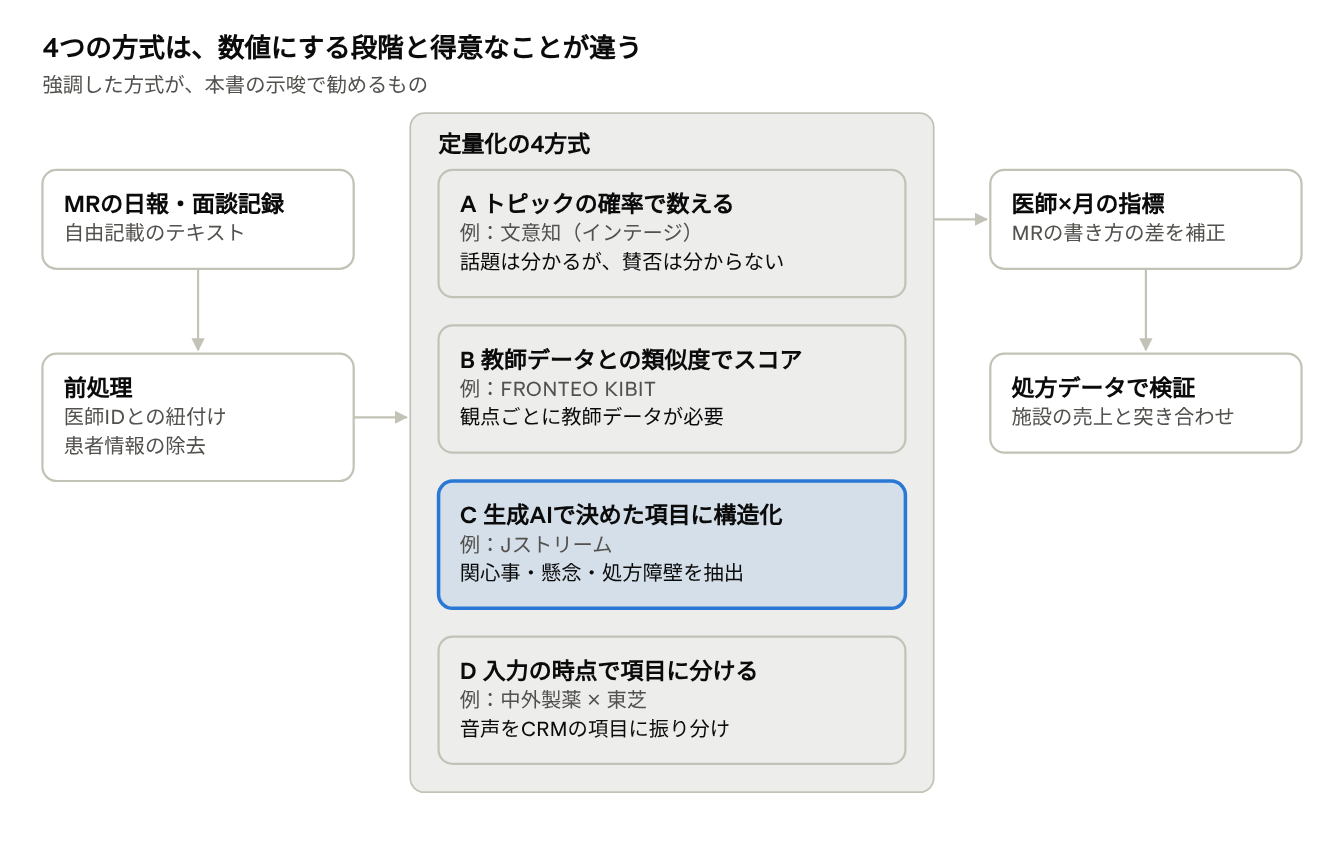 4つの方式は、数値にする段階と得意なことが違う
強調した方式が、本書の示唆で勧めるもの
MRの日報・面談記録
自由記載のテキスト
前処理
医師IDとの紐付け
患者情報の除去
定量化の4方式
A トピックの確率で数える
例：文意知（インテージ）
話題は分かるが、賛否は分からない
B 教師データとの類似度でスコア
例：FRONTEO KIBIT
観点ごとに教師データが必要
C 生成AIで決めた項目に構造化
例：Jストリーム
関心事・懸念・処方障壁を抽出
D 入力の時点で項目に分ける
例：中外製薬 × 東芝
音声をCRMの項目に振り分け
医師×月の指標
MRの書き方の差を補正
処方データで検証
施設の売上と突き合わせ